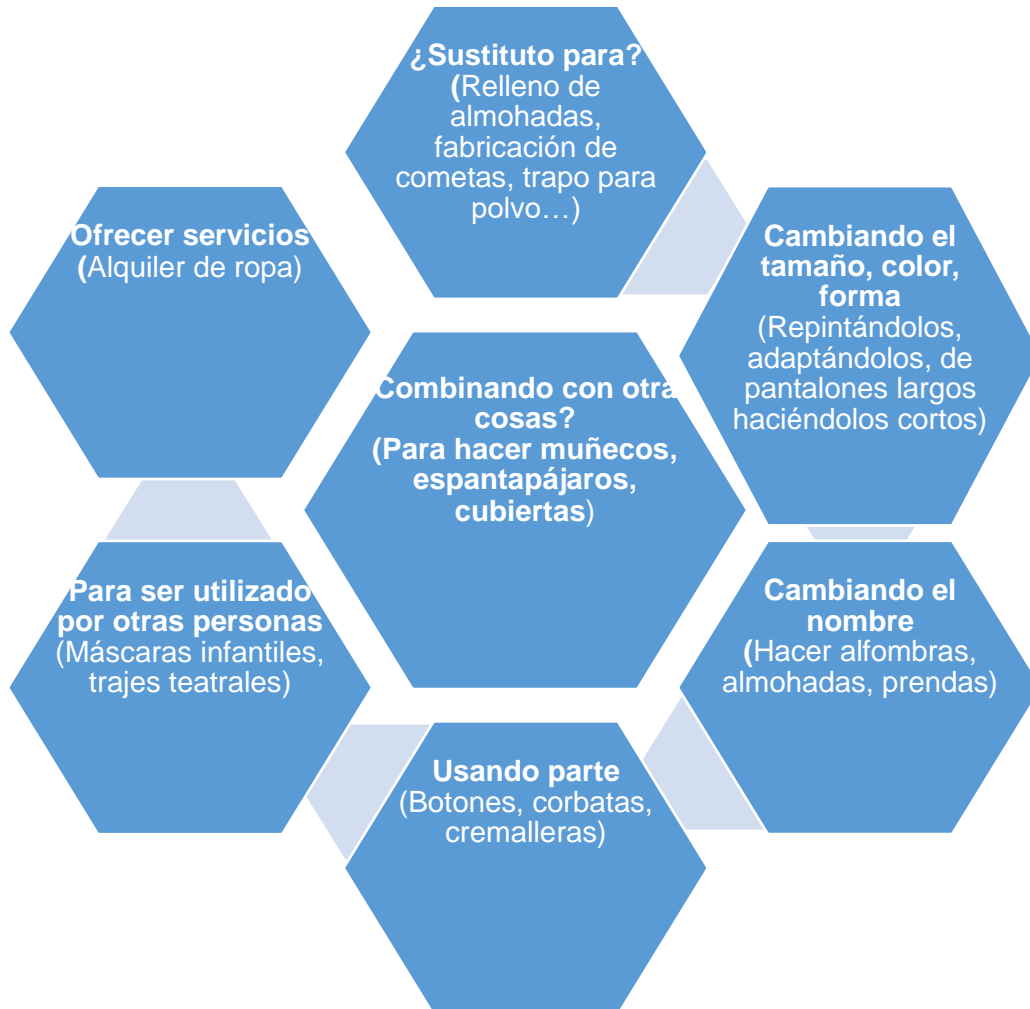 ¿Sustituto para?
(Relleno de
almohadas,
fabricación de
cometas, trapo para
polvo…)
Ofrecer servicios
(Alquiler de ropa)
Cambiando el
tamaño, color,
forma
(Repintándolos,
adaptándolos, de
pantalones largos
haciéndolos cortos)
Combinando con otra
cosas?
(Para hacer muñecos,
espantapájaros,
cubiertas)
Para ser utilizado
por otras personas
(Máscaras infantiles,
trajes teatrales)
Cambiando el
nombre
(Hacer alfombras,
almohadas, prendas)
Usando parte
(Botones, corbatas,
cremalleras)